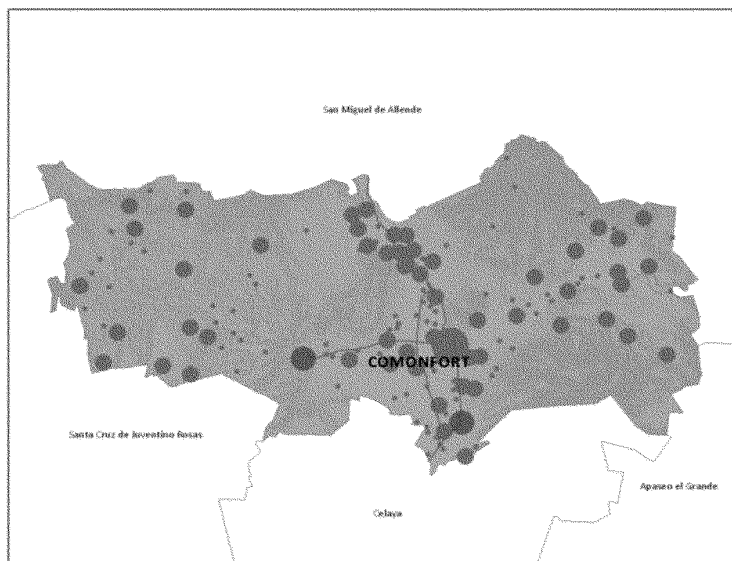 San Miguel de Allende
COMONFORT
Santa Cruz de Juventino Rosas
Apaseo el Grande
Celaya